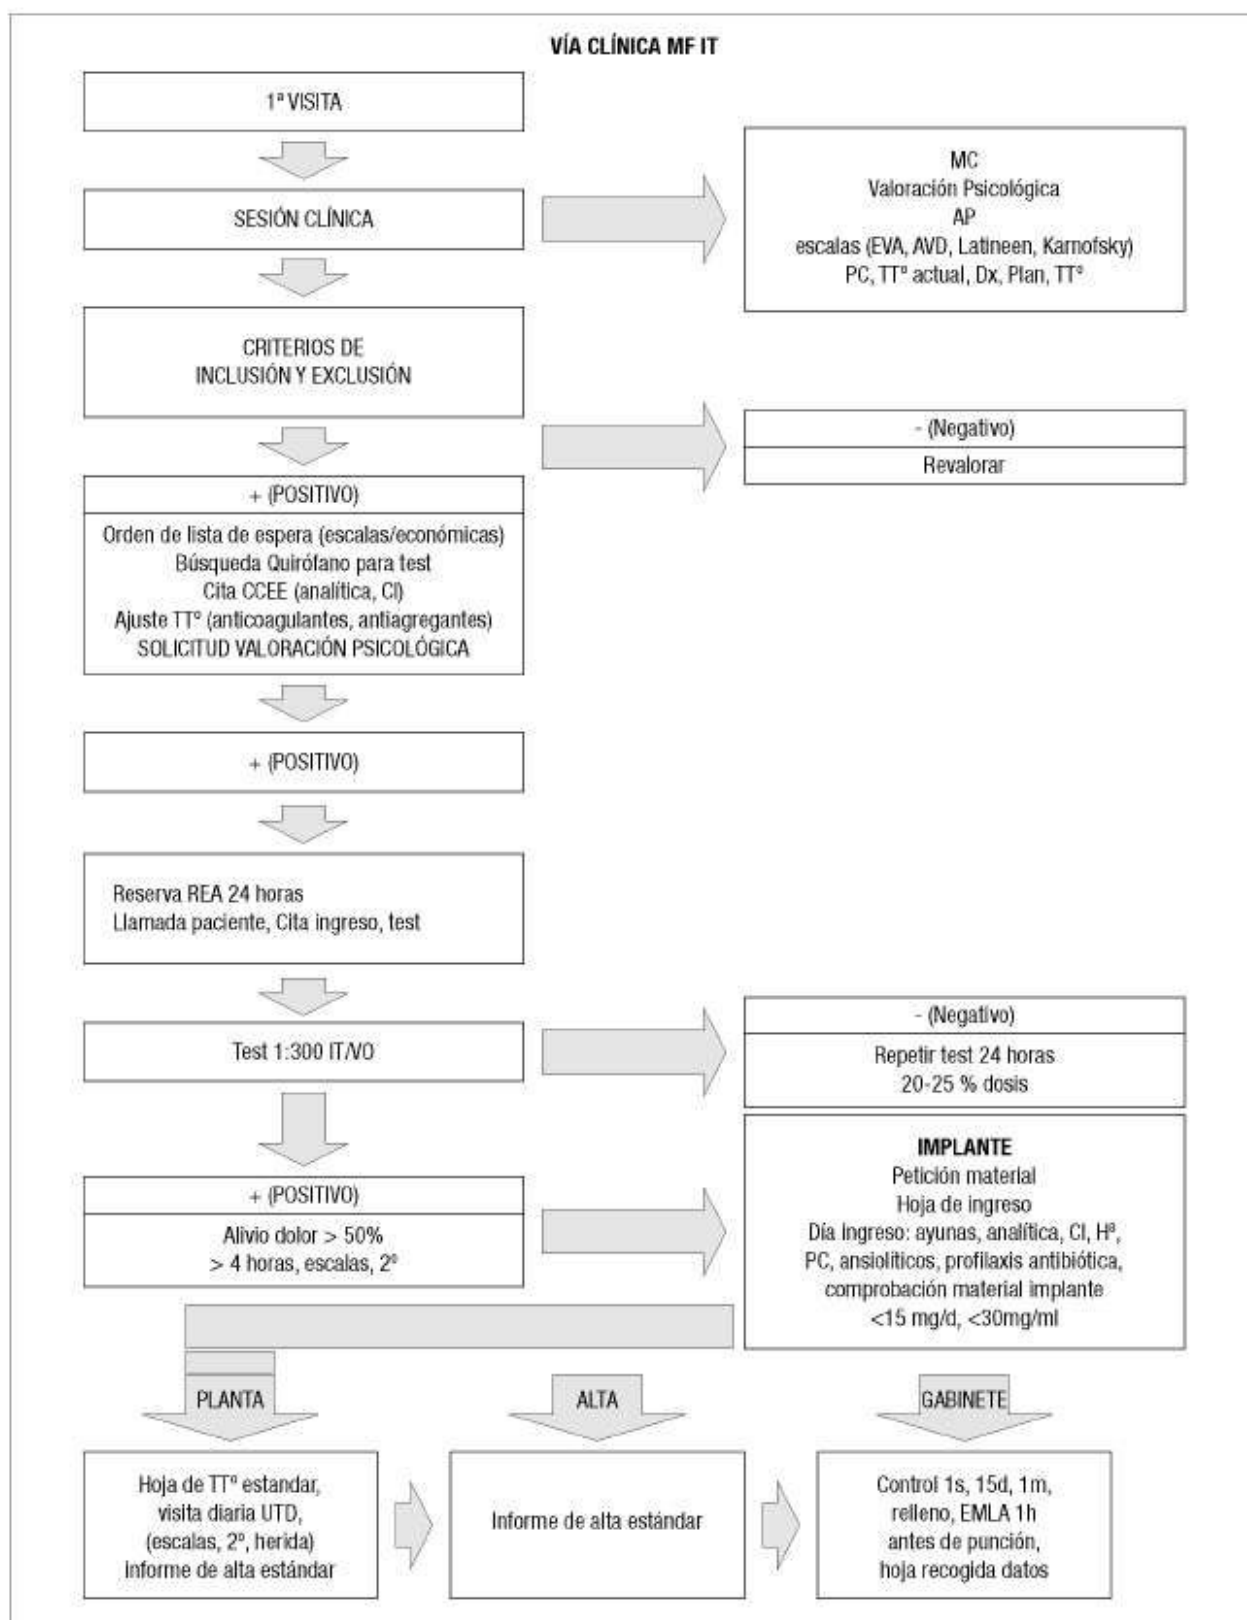 VÍA CLÍNICA MF IT
1ª VISITA
SESIÓN CLÍNICA
MC
Valoración Psicológica
AP
escalas (EVA, AVD, Latineen, Karnofsky)
PC, TTº actual, Dx, Plan, TTº
CRITERIOS DE
INCLUSIÓN Y EXCLUSIÓN
- (Negativo)
Revalorar
+ (POSITIVO)
Orden de lista de espera (escalas/económicas)
Búsqueda Quirófano para test
Cita CCEE (analítica, CI)
Ajuste TTº (anticoagulantes, antiagregantes)
SOLICITUD VALORACIÓN PSICOLÓGICA
+ (POSITIVO)
Reserva REA 24 horas
Llamada paciente, Cita ingreso, test
Test 1:300 IT/VO
- (Negativo)
Repetir test 24 horas
20-25 % dosis
+ (POSITIVO)
Alivio dolor > 50%
> 4 horas, escalas, 2º
IMPLANTE
Petición material
Hoja de ingreso
Día Ingreso: ayunas, analítica, CI, Hª,
PC, ansiolíticos, profilaxis antibiótica,
comprobación material implante
<15 mg/d, <30mg/ml
PLANTA
Hoja de TTº estandar,
visita diaria UTD,
(escalas, 2º, herida)
Informe de alta estándar
ALTA
Informe de alta estándar
GABINETE
Control 1s, 15d, 1m,
relleno, EMLA 1h
antes de punción,
hoja recogida datos